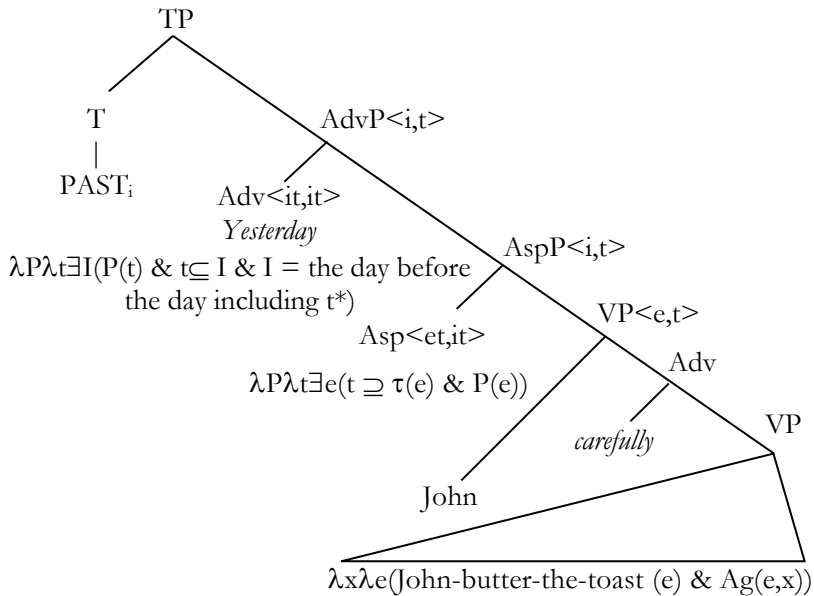 TP
T
AdvP<i,t>
PASTᵢ
Adv<it,it>
Yesterday
AspP<i,t>
λPλt∃I(P(t) & t⊆ I & I = the day before
the day including t*)
VP<e,t>
Asp<et,it>
Adv
λPλt∃e(t ⊇ τ(e) & P(e))
VP
carefully
John
λxλe(John-butter-the-toast (e) & Ag(e,x))